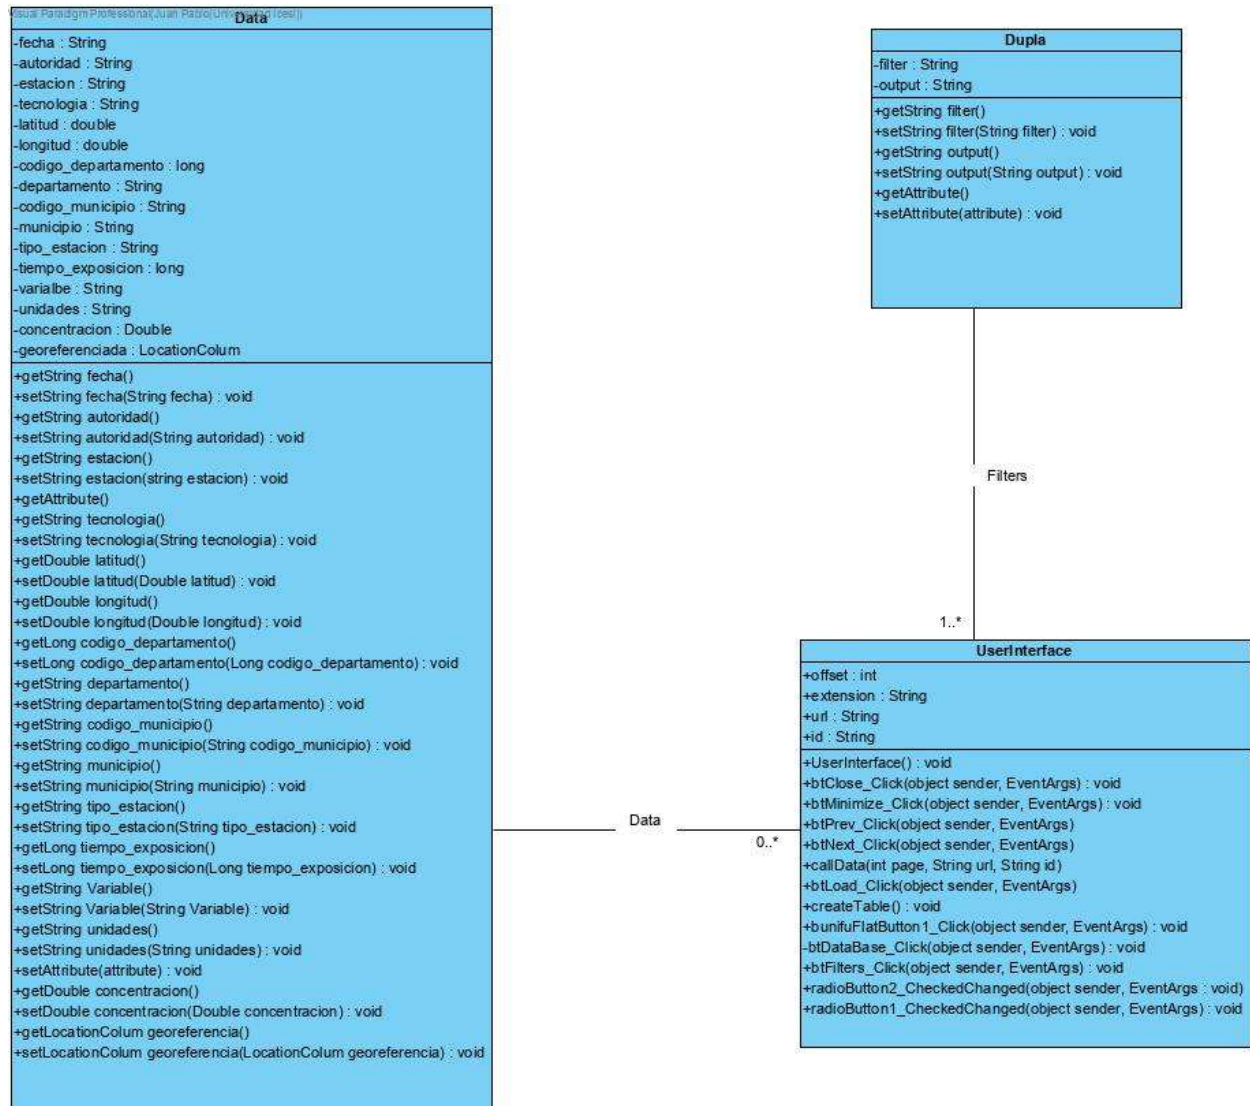 Visual Paradigm Professional(Juan Pablo(Universidad Icesi))
Data
-fecha : String
-autoridad : String
-estacion : String
-tecnologia : String
-latitud : double
-longitud : double
-codigo_departamento : long
-departamento : String
-codigo_municipio : String
-municipio : String
-tipo_estacion : String
-tiempo_exposicion : long
-varialbe : String
-unidades : String
-concentracion : Double
-georeferenciada : LocationColum
+getString fecha()
+setString fecha(String fecha) : void
+getString autoridad()
+setString autoridad(String autoridad) : void
+getString estacion()
+setString estacion(string estacion) : void
+getAttribute()
+getString tecnologia()
+setString tecnologia(String tecnologia) : void
+getDouble latitud()
+setDouble latitud(Double latitud) : void
+getDouble longitud()
+setDouble longitud(Double longitud) : void
+getLong codigo_departamento()
+setLong codigo_departamento(Long codigo_departamento) : void
+getString departamento()
+setString departamento(String departamento) : void
+getString codigo_municipio()
+setString codigo_municipio(String codigo_municipio) : void
+getString municipio()
+setString municipio(String municipio) : void
+getString tipo_estacion()
+setString tipo_estacion(String tipo_estacion) : void
+getLong tiempo_exposicion()
+setLong tiempo_exposicion(Long tiempo_exposicion) : void
+getString Variable()
+setString Variable(String Variable) : void
+getString unidades()
+setString unidades(String unidades) : void
+setAttribute(attribute) : void
+getDouble concentracion()
+setDouble concentracion(Double concentracion) : void
+getLocationColum georeferencia()
+setLocationColum georeferencia(LocationColum georeferencia) : void
Dupla
-filter : String
-output : String
+getString filter()
+setString filter(String filter) : void
+getString output()
+setString output(String output) : void
+getAttribute()
+setAttribute(attribute) : void
Filters
1..*
Data
0..*
UserInterface
+offset : int
+extension : String
+url : String
+id : String
+UserInterface() : void
+btClose_Click(object sender, EventArgs) : void
+btMinimize_Click(object sender, EventArgs) : void
+btPrev_Click(object sender, EventArgs)
+btNext_Click(object sender, EventArgs)
+callData(int page, String url, String id)
+btLoad_Click(object sender, EventArgs)
+createTable() : void
+bunifuFlatButton1_Click(object sender, EventArgs) : void
-btDataBase_Click(object sender, EventArgs) : void
+btFilters_Click(object sender, EventArgs) : void
+radioButton2_CheckedChanged(object sender, EventArgs : void)
+radioButton1_CheckedChanged(object sender, EventArgs) : void